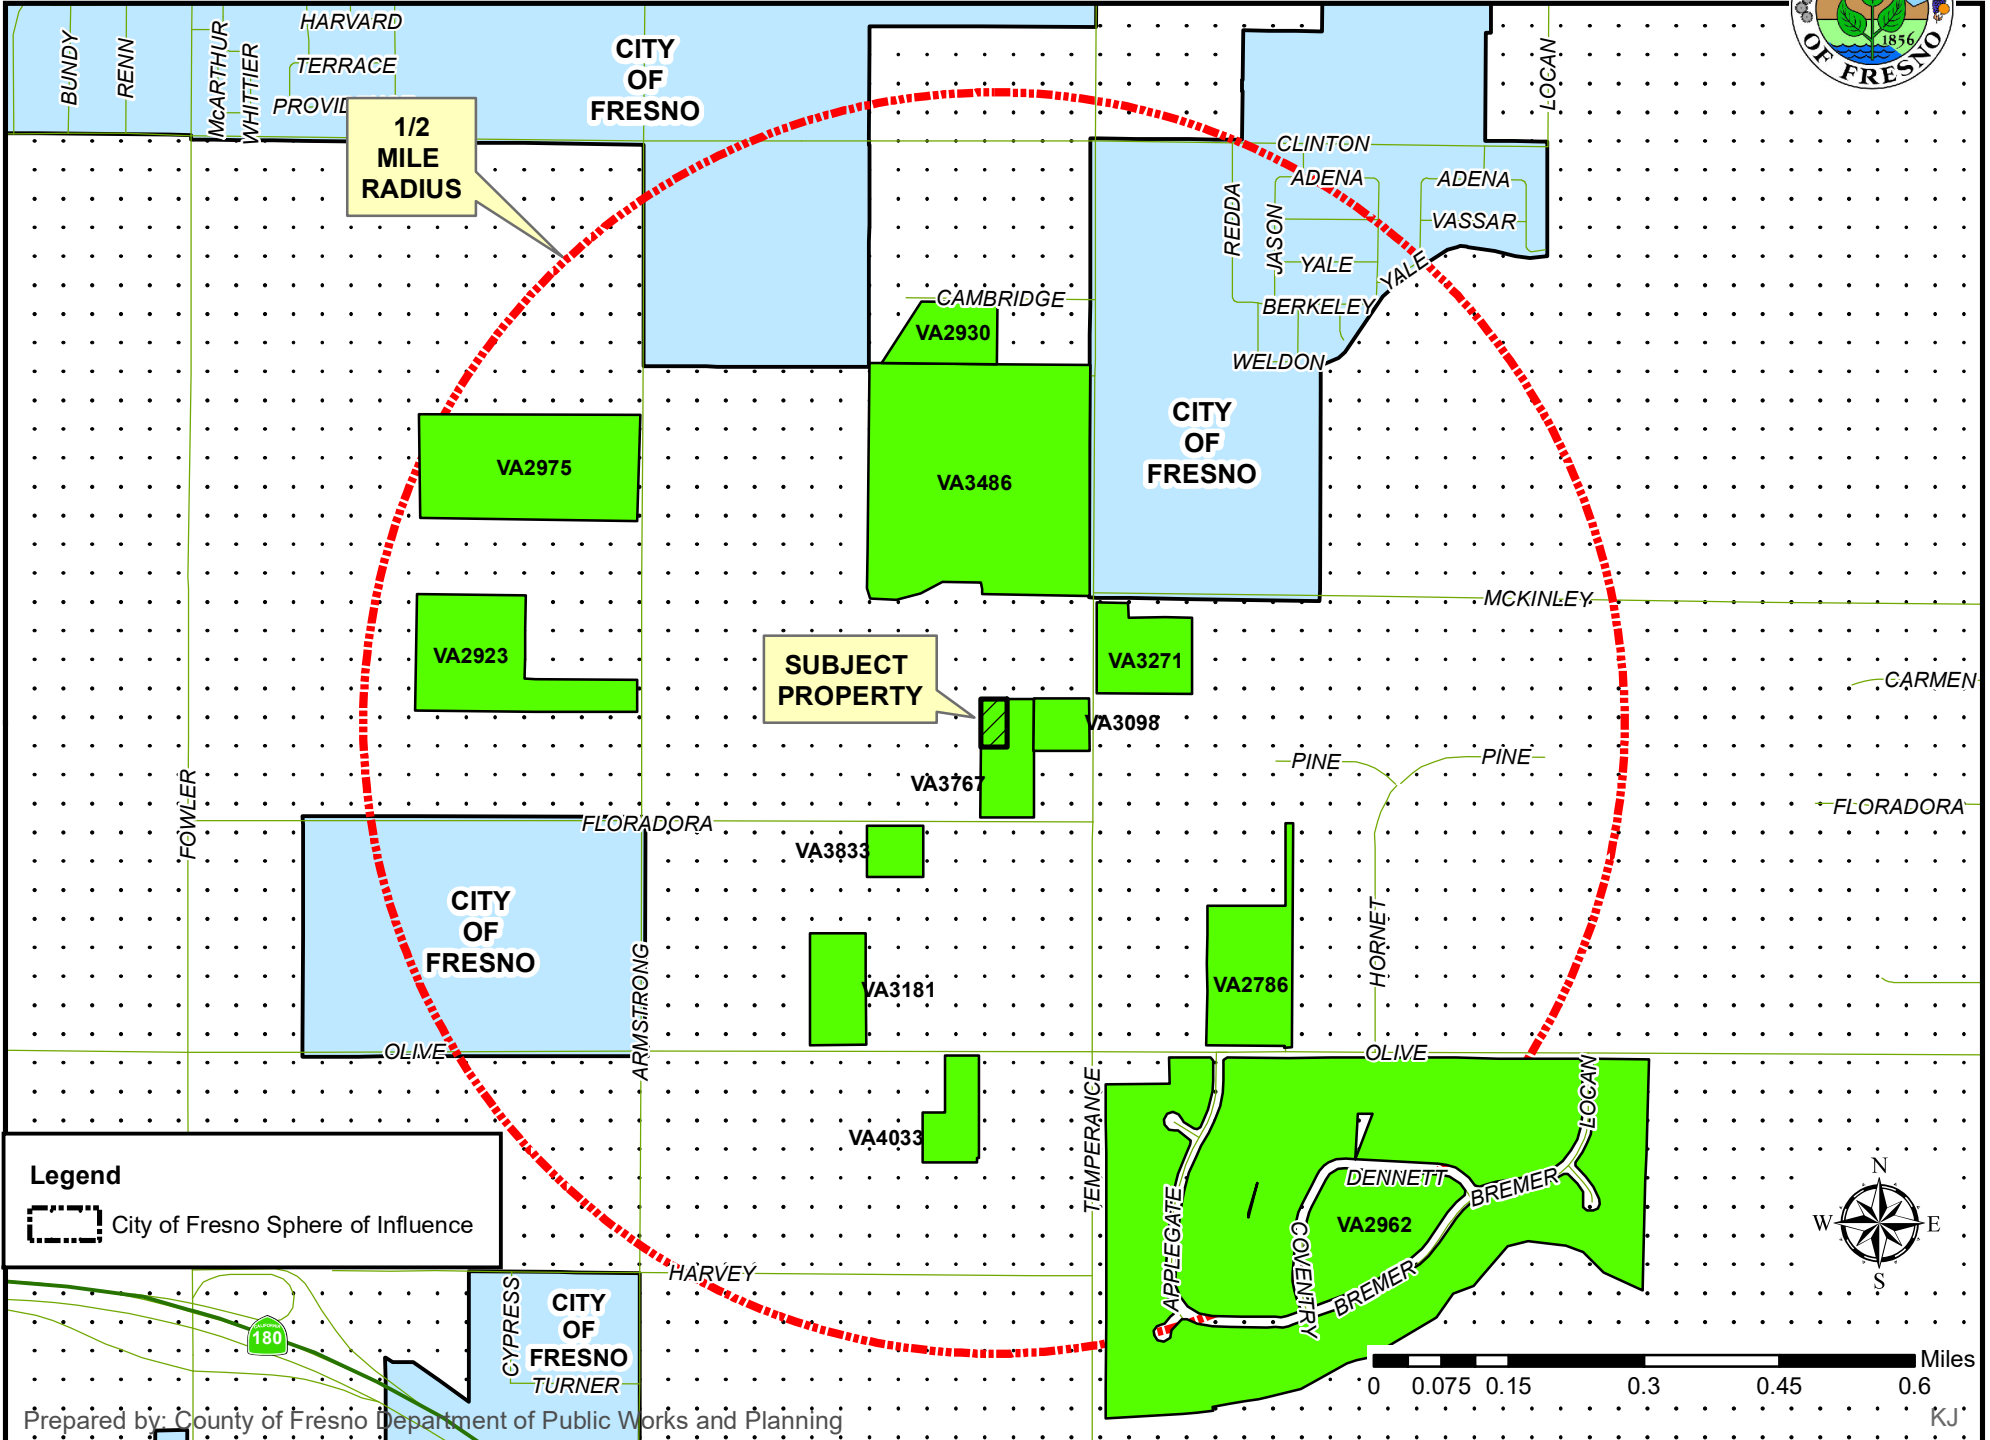 HARVARD
TERRACE
BUNDY
RENN
McARTHUR
WHITTIER
CITY
OF
FRESNO
LOCAN
1856
OF FRESNO
1/2
MILE
RADIUS
CLINTON
ADENA
ADENA
REDDA
JASON
VASSAR
YALE
YALE
BERKELEY
WELDON
CAMBRIDGE
VA2930
VA2975
VA3486
CITY
OF
FRESNO
MCKINLEY
VA2923
SUBJECT
PROPERTY
VA3271
CARMEN
VA3098
PINE
PINE
VA3767
FOWLER
FLORADORA
FLORADORA
VA3833
CITY
OF
FRESNO
ARMSTRONG
HORNET
VA3181
VA2786
OLIVE
OLIVE
TEMPERANCE
LOCAN
VA4033
Legend
City of Fresno Sphere of Influence
APPLEGATE
DENNETT
BREMER
VA2962
COVENTRY
BREMER
N
W
E
S
HARVEY
CALIFORNIA
180
CYPRESS
CITY
OF
FRESNO
TURNER
Miles
0 0.075 0.15 0.3 0.45 0.6
Prepared by: County of Fresno Department of Public Works and Planning
KJ